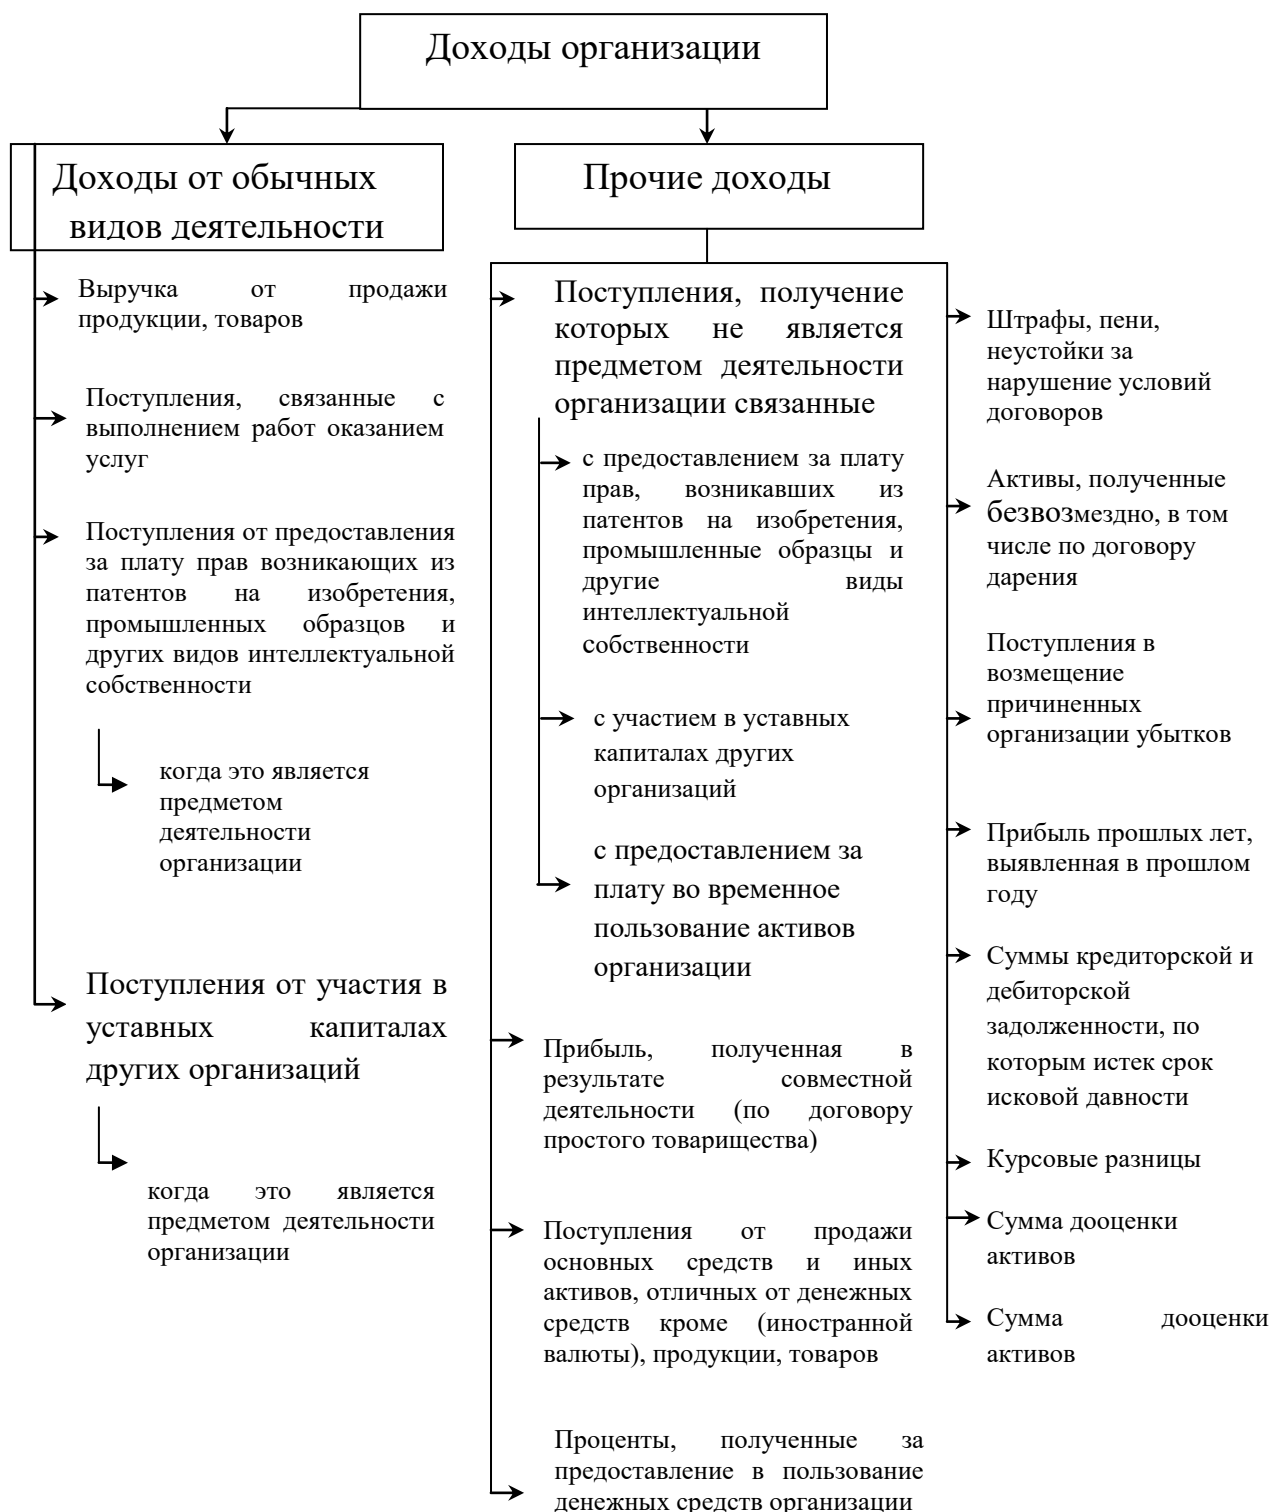 Доходы организации
Доходы от обычных
видов деятельности
Выручка от продажи
продукции, товаров
Поступления, связанные с
выполнением работ оказанием
услуг
Поступления от предоставления
за плату прав возникающих из
патентов на изобретения,
промышленных образцов и
других видов интеллектуальной
собственности
когда это является
предметом
деятельности
организации
Поступления от участия в
уставных капиталах
других организаций
когда это является
предметом деятельности
организации
Прочие доходы
Поступления, получение
которых не является
предметом деятельности
организации связанные
с предоставлением за плату
прав, возникавших из
патентов на изобретения,
промышленные образцы и
другие виды
интеллектуальной
собственности
с участием в уставных
капиталах других
организаций
с предоставлением за
плату во временное
пользование активов
организации
Прибыль, полученная в
результате совместной
деятельности (по договору
простого товарищества)
Поступления от продажи
основных средств и иных
активов, отличных от денежных
средств кроме (иностранной
валюты), продукции, товаров
Проценты, полученные за
предоставление в пользование
денежных средств организации
Штрафы, пени,
неустойки за
нарушение условий
договоров
Активы, полученные
безвозмездно, в том
числе по договору
дарения
Поступления в
возмещение
причиненных
организации убытков
Прибыль прошлых лет,
выявленная в прошлом
году
Суммы кредиторской и
дебиторской
задолженности, по
которым истек срок
исковой давности
Курсовые разницы
Сумма дооценки
активов
Сумма дооценки
активов